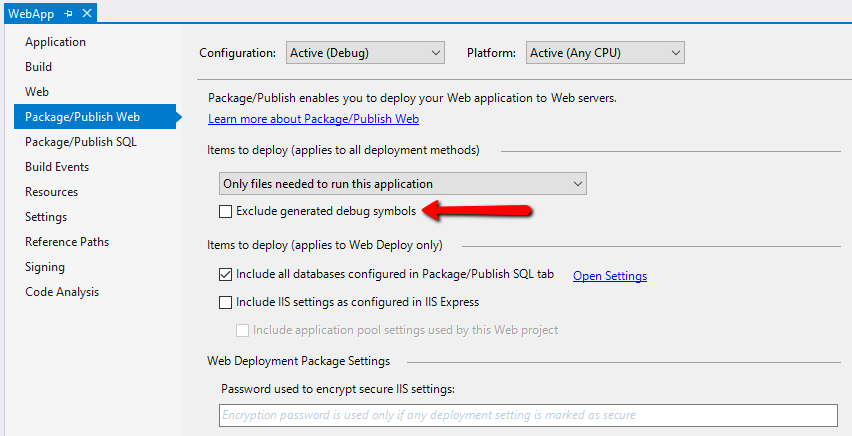 WebApp
Application
Build
Web
Package/Publish Web
Package/Publish SQL
Build Events
Resources
Settings
Reference Paths
Signing
Code Analysis
Configuration: Active (Debug) Platform: Active (Any CPU)
Package/Publish enables you to deploy your Web application to Web servers.
Learn more about Package/Publish Web
Items to deploy (applies to all deployment methods)
Only files needed to run this application
Exclude generated debug symbols
Items to deploy (applies to Web Deploy only)
Include all databases configured in Package/Publish SQL tab Open Settings
Include IIS settings as configured in IIS Express
Include application pool settings used by this Web project
Web Deployment Package Settings
Password used to encrypt secure IIS settings:
Encryption password is used only if any deployment setting is marked as secure